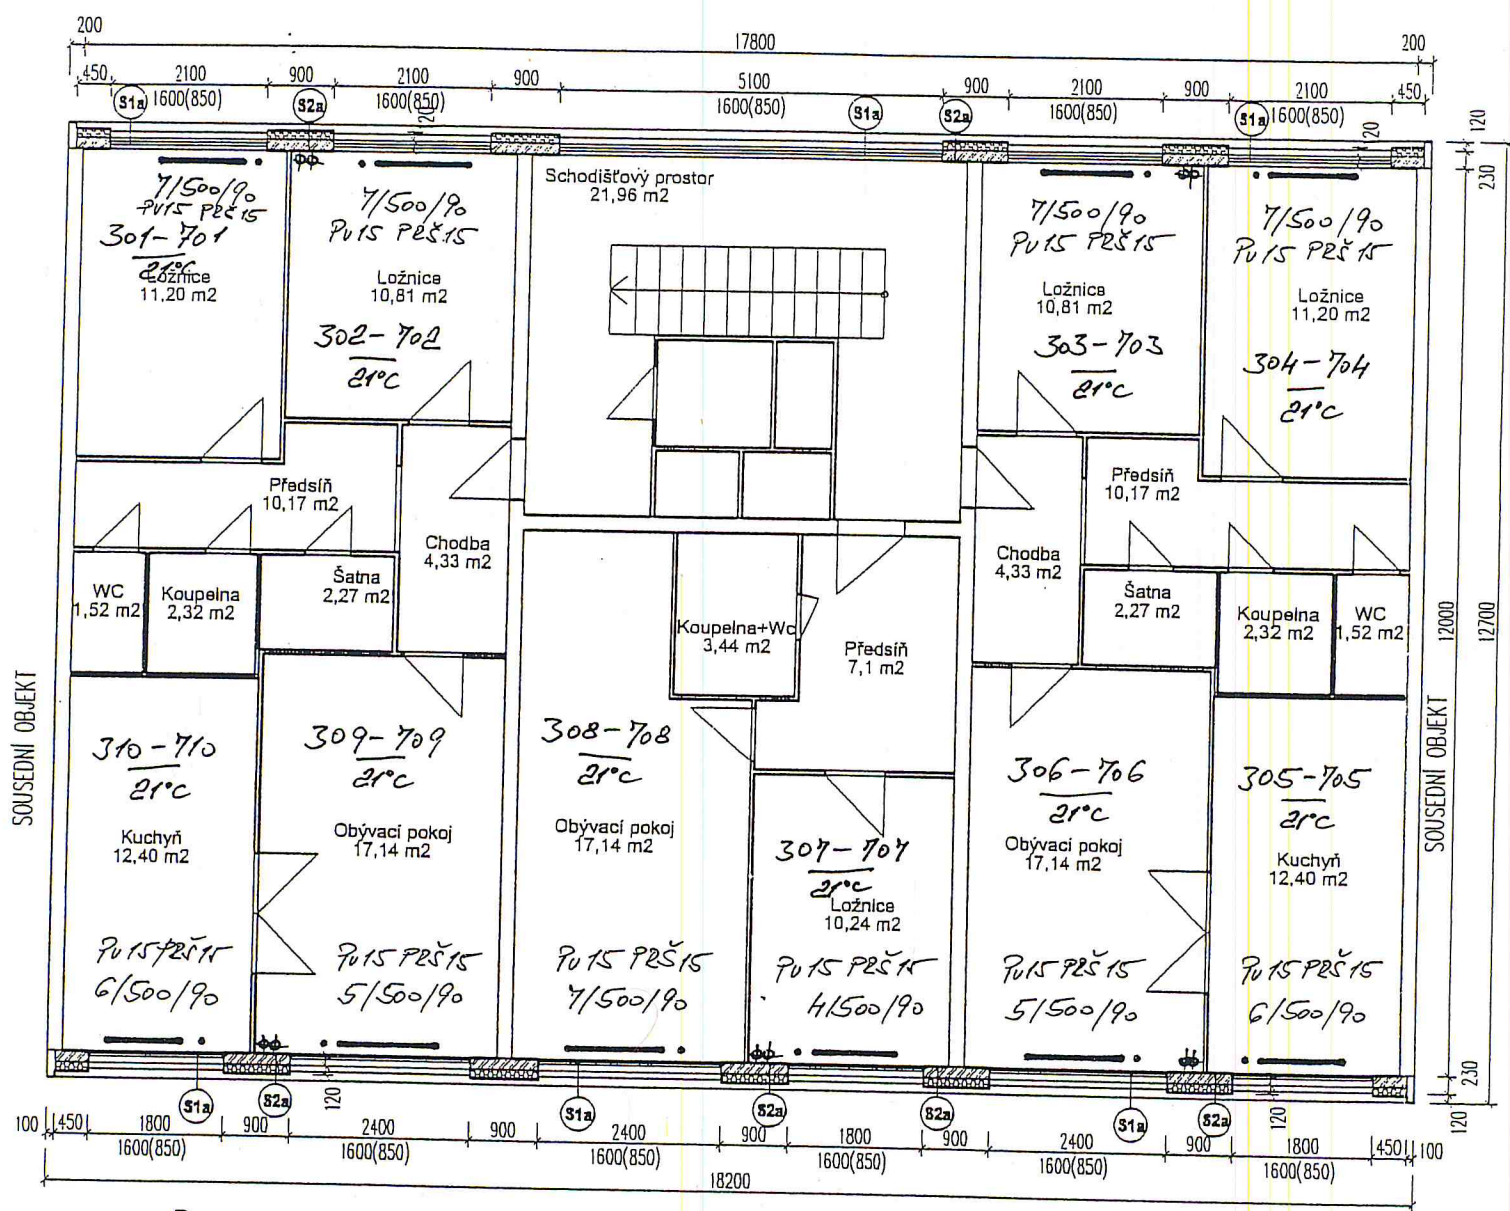 200
17800
200
450
2100
900
2100
900
5100
900
2100
900
2100
450
1600(850)
1600(850)
1600(850)
1600(850)
1600(850)
S1a
S2a
S1a
S2a
S1a
120
120
120
230
7/500/90
PV15 PRŠ15
301-701
21°C
Ložnice
11,20 m2
7/500/90
PV15 PRŠ15
Ložnice
10,81 m2
302-702
21°C
Schodišťový prostor
21,96 m2
7/500/90
PV15 PRŠ15
Ložnice
10,81 m2
303-703
21°C
7/500/90
PV15 PRŠ15
Ložnice
11,20 m2
304-704
21°C
Předsíň
10,17 m2
Chodba
4,33 m2
Předsíň
10,17 m2
Chodba
4,33 m2
WC
1,52 m2
Koupelna
2,32 m2
Šatna
2,27 m2
Koupelna+Wc
3,44 m2
Předsíň
7,1 m2
Šatna
2,27 m2
Koupelna
2,32 m2
WC
1,52 m2
12000
12700
SOUSEDNÍ OBJEKT
SOUSEDNÍ OBJEKT
310-710
21°C
Kuchyň
12,40 m2
PV15 PRŠ15
6/500/90
309-709
21°C
Obývací pokoj
17,14 m2
PV15 PRŠ15
5/500/90
308-708
21°C
Obývací pokoj
17,14 m2
PV15 PRŠ15
7/500/90
307-707
21°C
Ložnice
10,24 m2
PV15 PRŠ15
4/500/90
306-706
21°C
Obývací pokoj
17,14 m2
PV15 PRŠ15
5/500/90
305-705
21°C
Kuchyň
12,40 m2
PV15 PRŠ15
6/500/90
S1a
S2a
S1a
S2a
S2a
S1a
S2a
120
120
230
120
100
450
1800
900
2400
900
2400
900
1800
900
2400
900
1800
450
100
1600(850)
1600(850)
1600(850)
1600(850)
1600(850)
1600(850)
18200